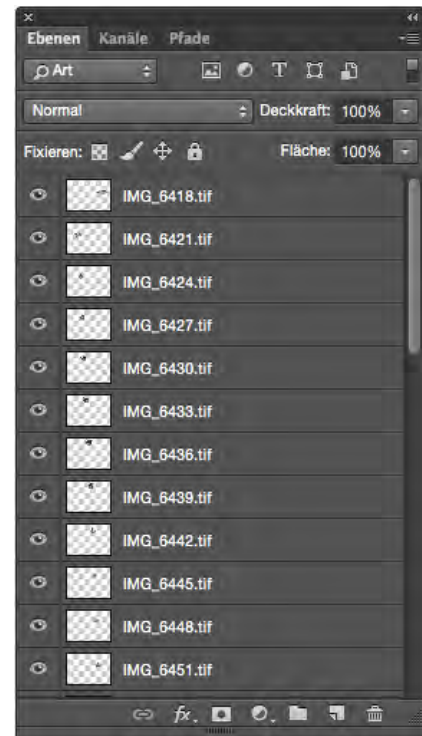 Ebenen Kanäle Pfade
Art
Normal Deckkraft: 100%
Fixieren: Fläche: 100%
IMG_6418.tif
IMG_6421.tif
IMG_6424.tif
IMG_6427.tif
IMG_6430.tif
IMG_6433.tif
IMG_6436.tif
IMG_6439.tif
IMG_6442.tif
IMG_6445.tif
IMG_6448.tif
IMG_6451.tif
fx.